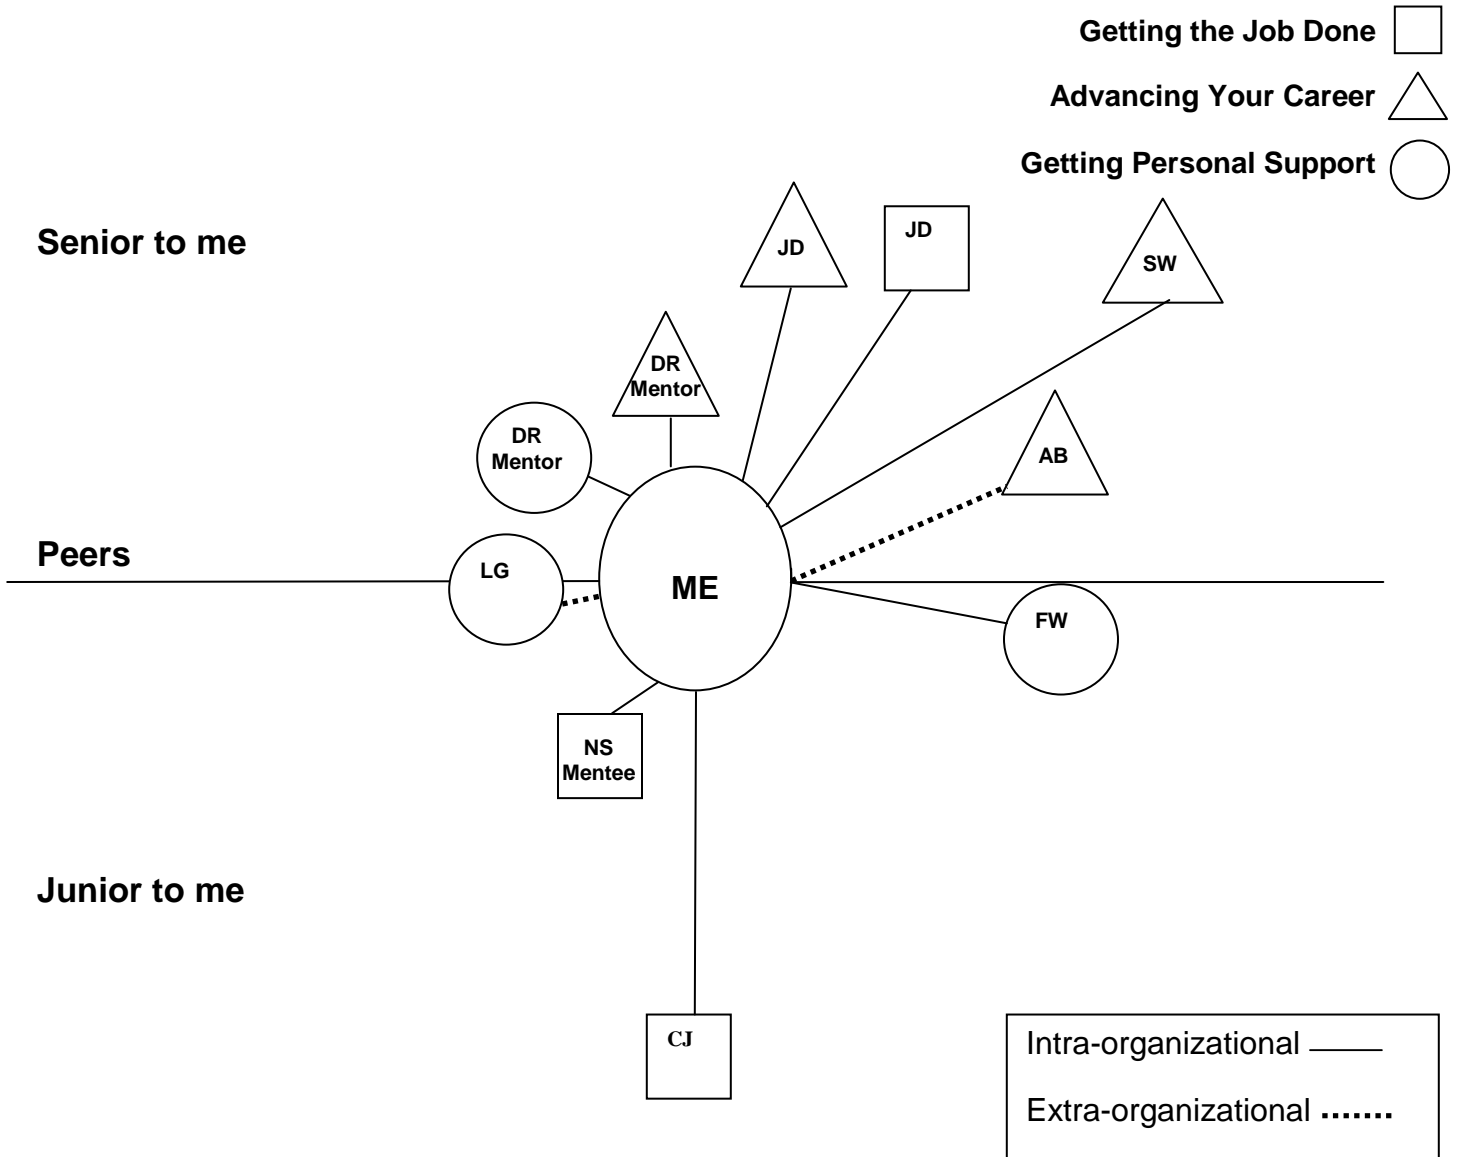 Getting the Job Done
Advancing Your Career
Getting Personal Support
Senior to me
JD
JD
SW
DR
Mentor
DR
Mentor
AB
Peers
LG
ME
FW
NS
Mentee
Junior to me
CJ
Intra-organizational
Extra-organizational